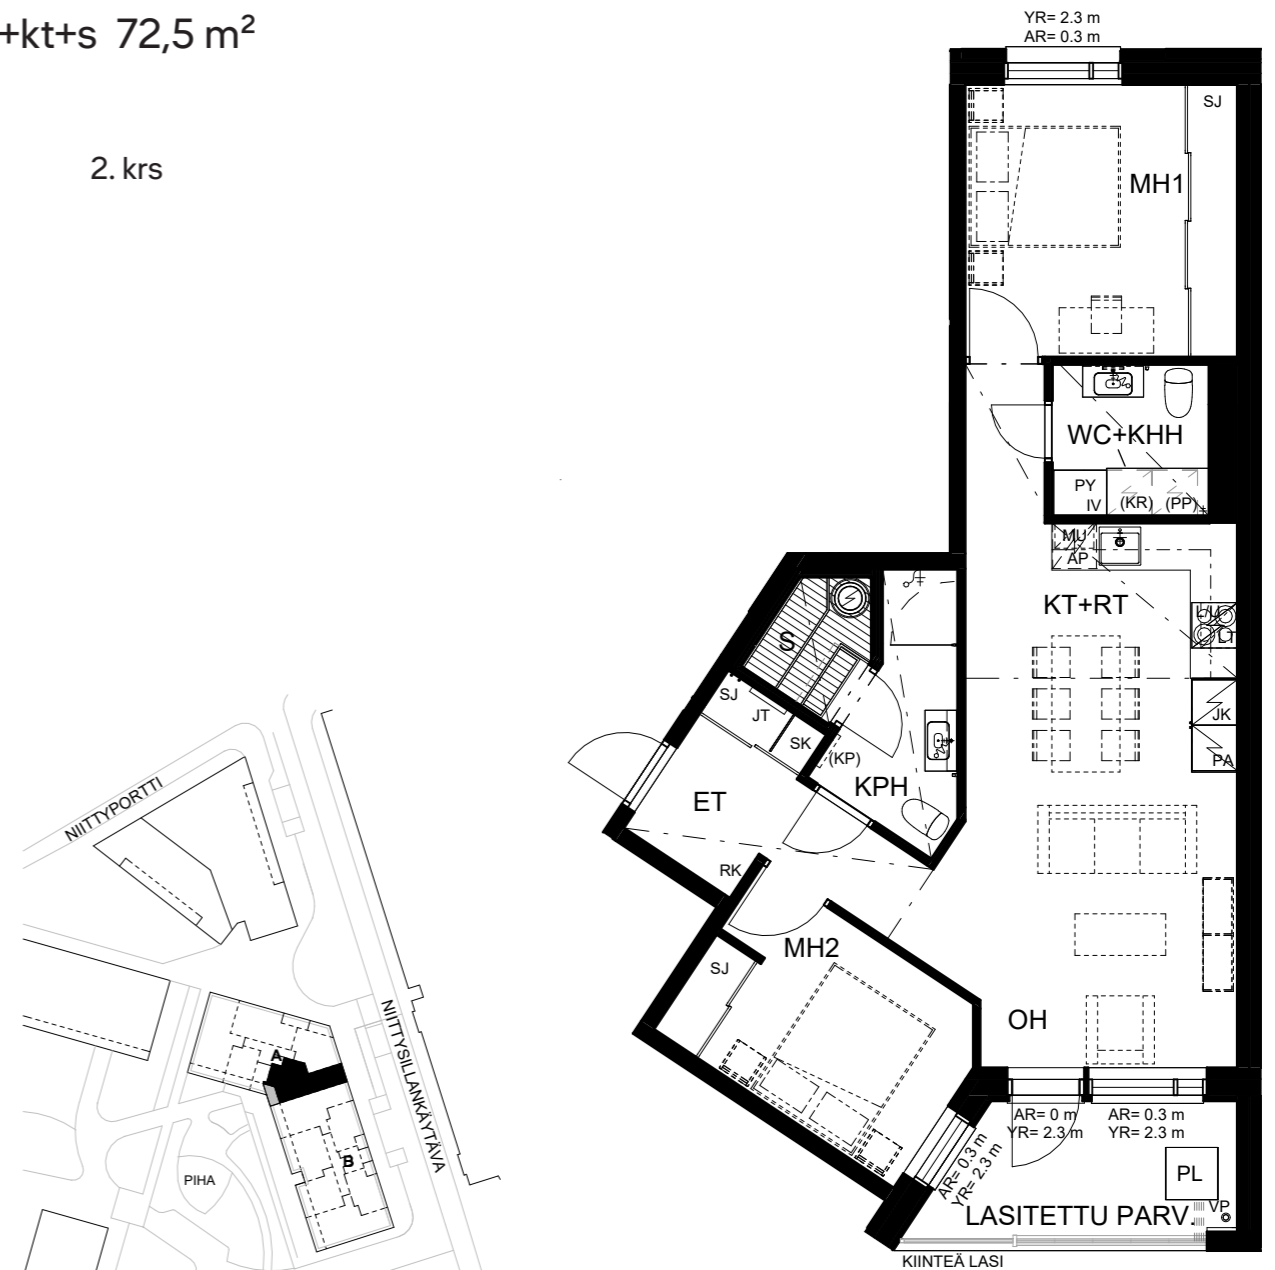 +kt+s 72,5 m²
2. krs
YR= 2.3 m
AR= 0.3 m
SJ
MH1
WC+KHH
PY
IV
(KR)
(PP)
MU
AP
KT+RT
LT
JK
PA
S
SJ
JT
SK
(KP)
KPH
ET
RK
MH2
SJ
OH
AR= 0 m
YR= 2.3 m
AR= 0.3 m
YR= 2.3 m
AR= 0.3 m
YR= 2.3 m
PL
VP
LASITETTU PARV.
KIINTEÄ LASI
NIITTYPORTTI
NIITTYSILLANKÄYTÄVA
A
B
PIHA